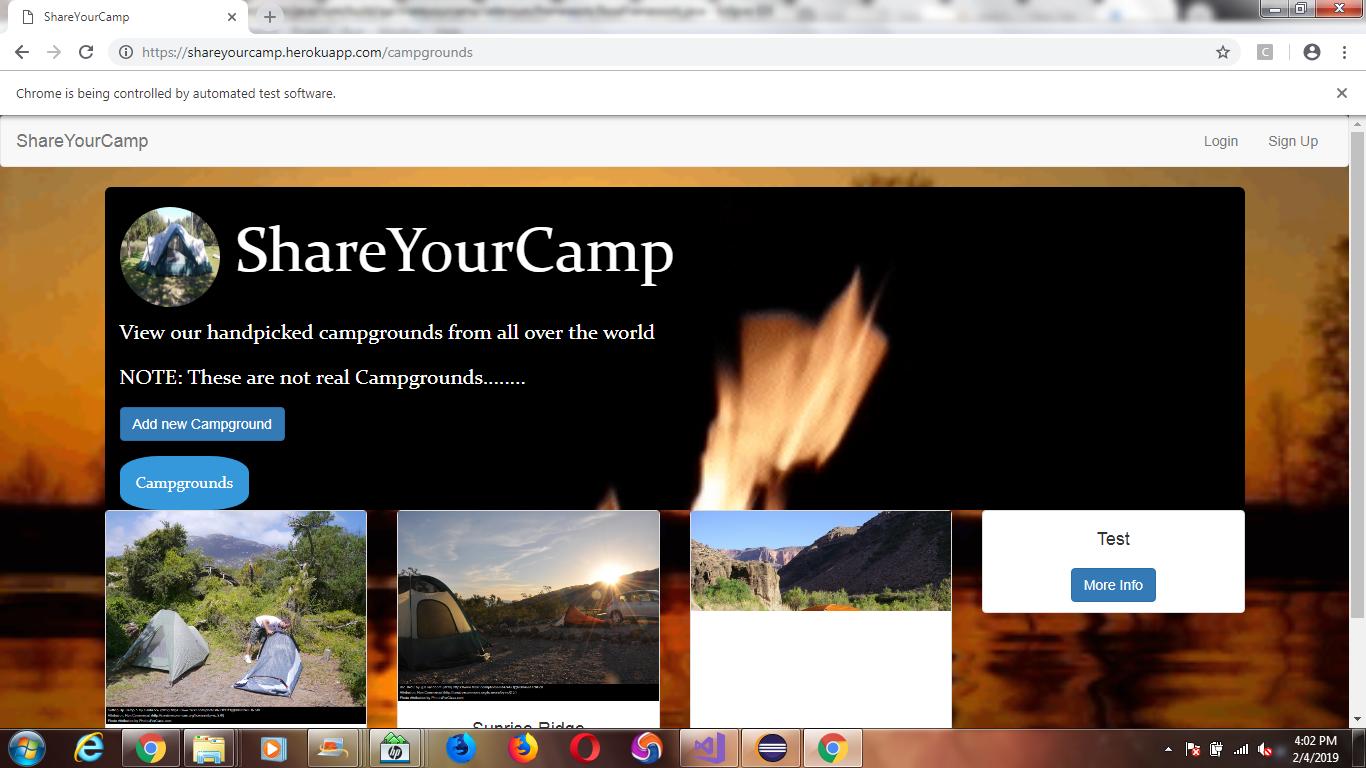 ShareYourCamp
https://shareyourcamp.herokuapp.com/campgrounds
C
Chrome is being controlled by automated test software.
ShareYourCamp
Login
Sign Up
ShareYourCamp
View our handpicked campgrounds from all over the world
NOTE: These are not real Campgrounds........
Add new Campground
Campgrounds
Test
More Info
Sunrise Ridge
4:02 PM
2/4/2019